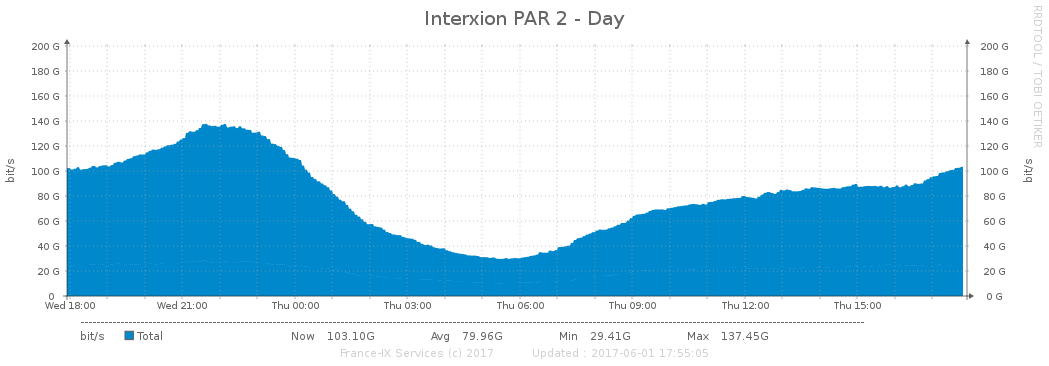 Interxion PAR 2 - Day
RRDTOOL / TOBI OETIKER
bit/s
200 G 200 G
180 G 180 G
160 G 160 G
140 G 140 G
120 G 120 G
100 G 100 G
80 G 80 G
60 G 60 G
40 G 40 G
20 G 20 G
0 0 G
bit/s
Wed 18:00 Wed 21:00 Thu 00:00 Thu 03:00 Thu 06:00 Thu 09:00 Thu 12:00 Thu 15:00
bit/s Total Now 103.10G Avg 79.96G Min 29.41G Max 137.45G
France-IX Services (c) 2017 Updated : 2017-06-01 17:55:05